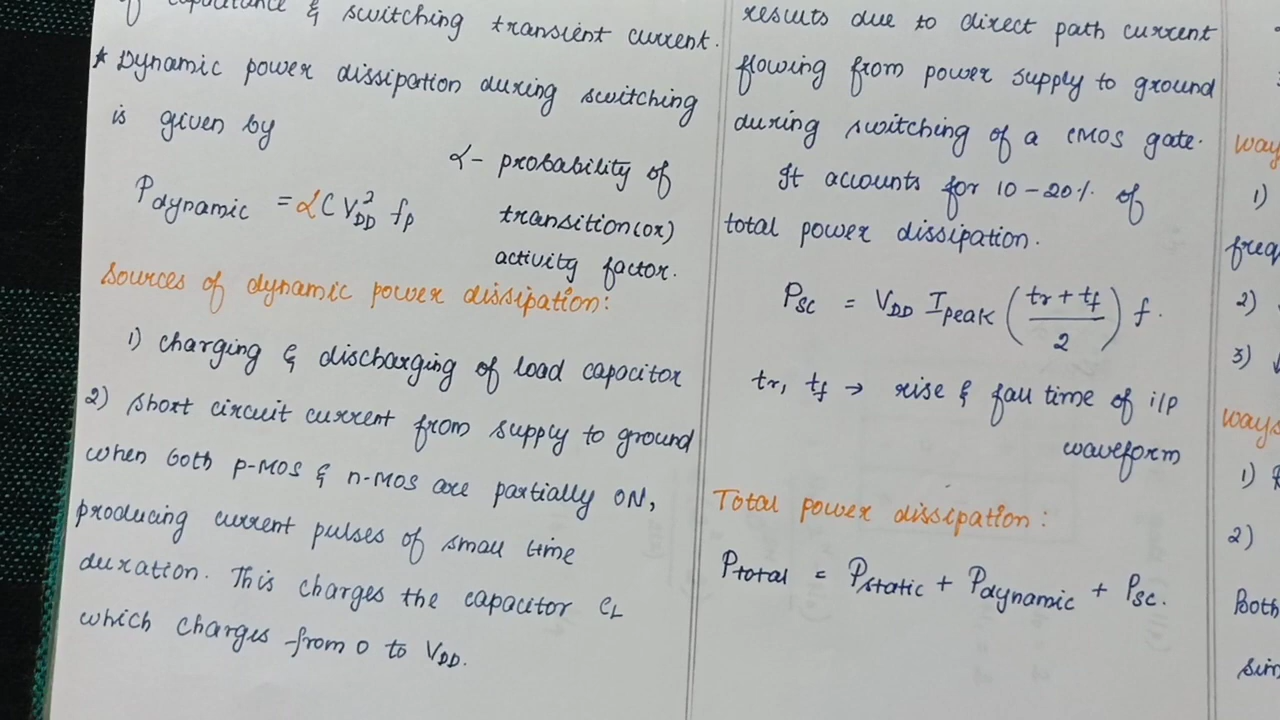 of capacitance & switching transient current.
* Dynamic power dissipation during switching
is given by
P dynamic = αCV²DD fp
α - probability of
transition(or)
activity factor.
Sources of dynamic power dissipation:
1) charging & discharging of load capacitor
2) short circuit current from supply to ground
when both p-MOS & n-MOS are partially ON,
producing current pulses of small time
duration. This charges the capacitor CL
which charges from 0 to VDD.
results due to direct path current
flowing from power supply to ground
during switching of a CMOS gate.
It accounts for 10-20% of
total power dissipation.
Psc = VDD Ipeak (tr + tf / 2) f.
tr, tf → rise & fall time of i/p
waveform
Total power dissipation:
Ptotal = Pstatic + Pdynamic + Psc.
way
1)
freq
2)
3)
ways
1)
2)
Both
sim